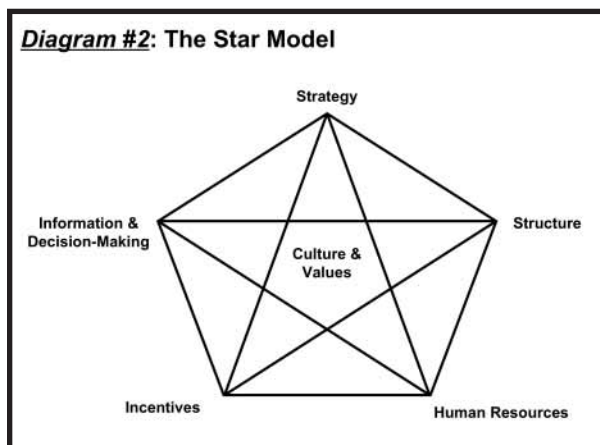 Diagram #2: The Star Model
Strategy
Information &
Decision-Making
Structure
Culture &
Values
Incentives
Human Resources